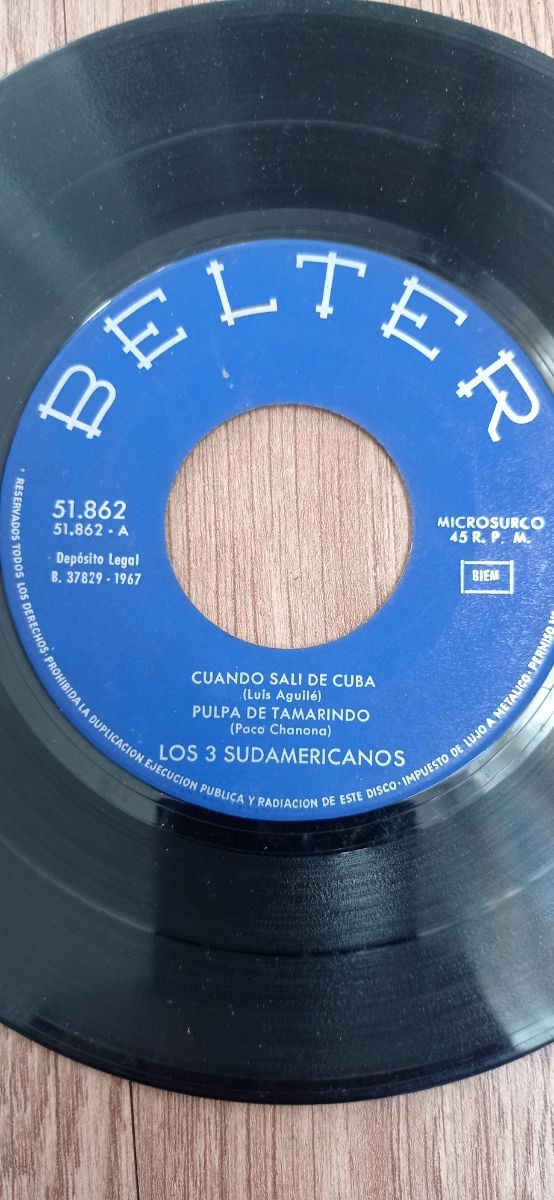 BELTER
51.862
51.862 - A
Depósito Legal
B. 37829 - 1967
MICROSURCO
45 R. P. M.
BIEM
CUANDO SALI DE CUBA
(Luis Aguilé)
PULPA DE TAMARINDO
(Paco Chanona)
LOS 3 SUDAMERICANOS
· RESERVADOS TODOS LOS DERECHOS · PROHIBIDA LA DUPLICACION, EJECUCION PUBLICA Y RADIACION DE ESTE DISCO · IMPUESTO DE LUJO A METALICO · PERMISO